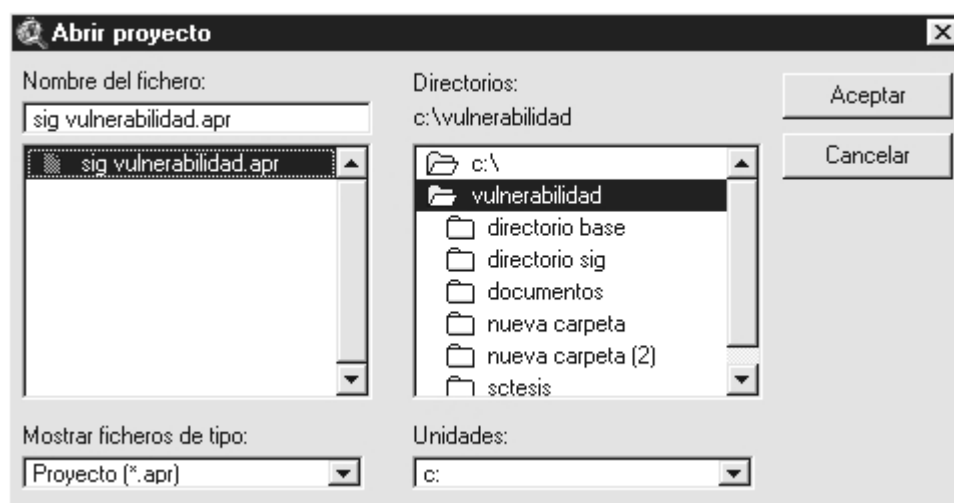 Abrir proyecto
Nombre del fichero:
sig vulnerabilidad.apr
sig vulnerabilidad.apr
Mostrar ficheros de tipo:
Proyecto (*.apr)
Directorios:
c:\vulnerabilidad
c:\
vulnerabilidad
directorio base
directorio sig
documentos
nueva carpeta
nueva carpeta (2)
sctesis
Unidades:
c:
Aceptar
Cancelar